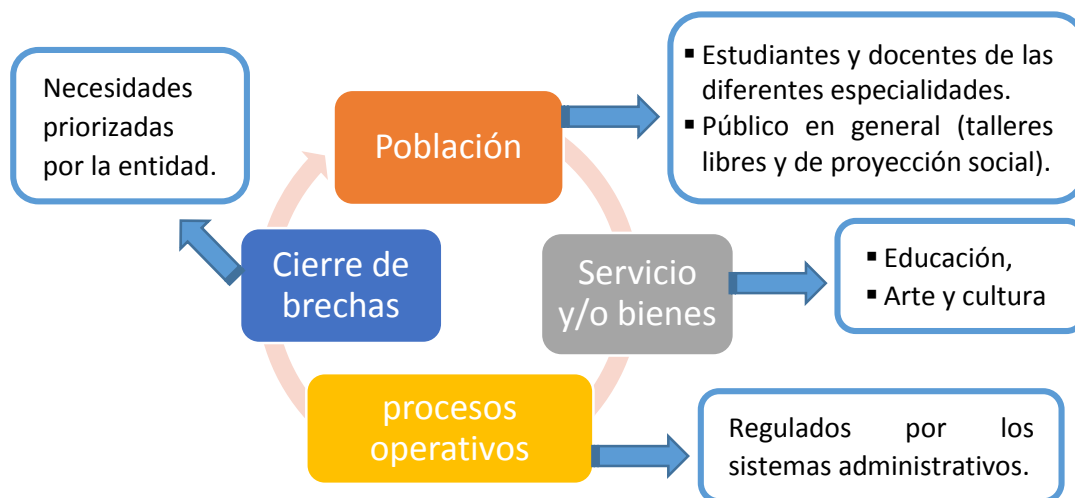 Necesidades
priorizadas
por la entidad.
Población
▪ Estudiantes y docentes de las
diferentes especialidades.
▪ Público en general (talleres
libres y de proyección social).
Cierre de
brechas
Servicio
y/o bienes
▪ Educación,
▪ Arte y cultura
procesos
operativos
Regulados por los
sistemas administrativos.